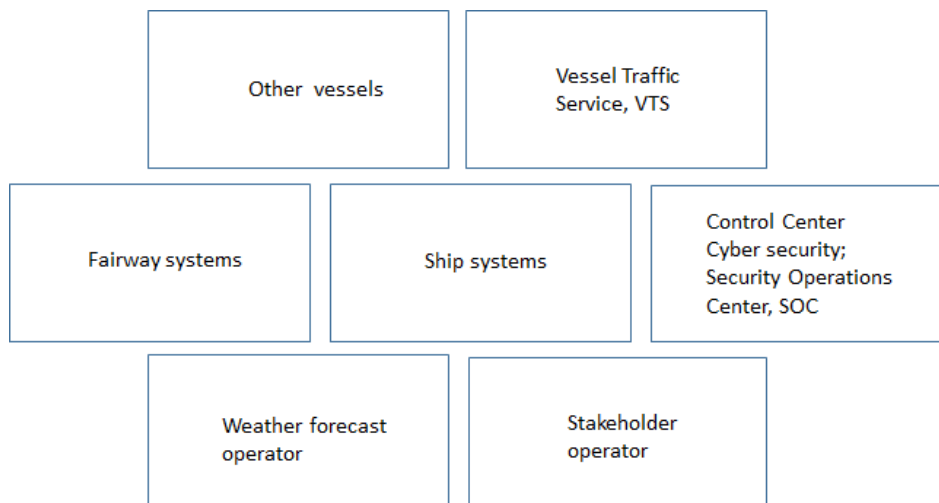 Other vessels
Vessel Traffic
Service, VTS
Fairway systems
Ship systems
Control Center
Cyber security;
Security Operations
Center, SOC
Weather forecast
operator
Stakeholder
operator